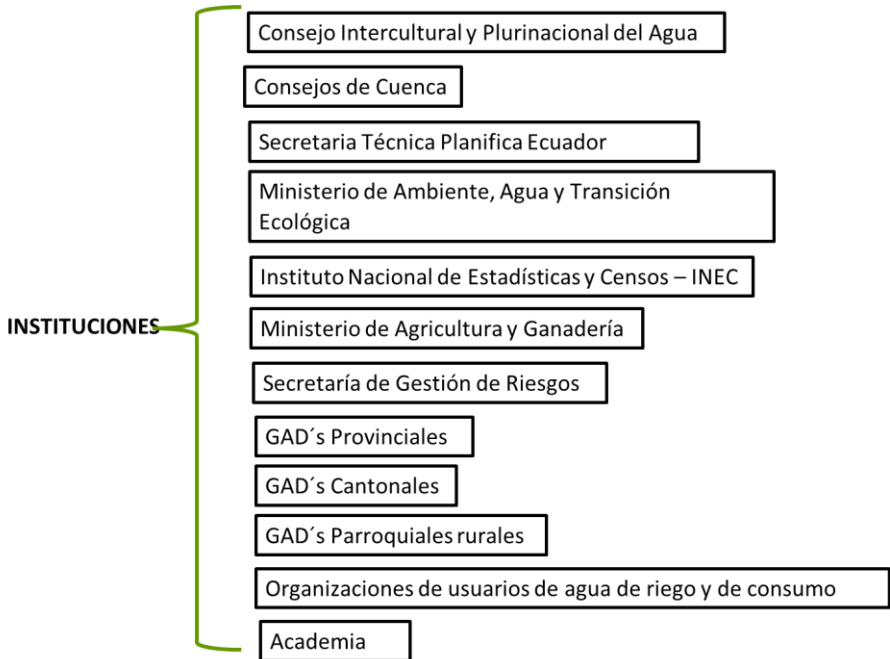 Consejo Intercultural y Plurinacional del Agua
Consejos de Cuenca
Secretaria Técnica Planifica Ecuador
Ministerio de Ambiente, Agua y Transición
Ecológica
Instituto Nacional de Estadísticas y Censos – INEC
INSTITUCIONES
Ministerio de Agricultura y Ganadería
Secretaría de Gestión de Riesgos
GAD´s Provinciales
GAD´s Cantonales
GAD´s Parroquiales rurales
Organizaciones de usuarios de agua de riego y de consumo
Academia